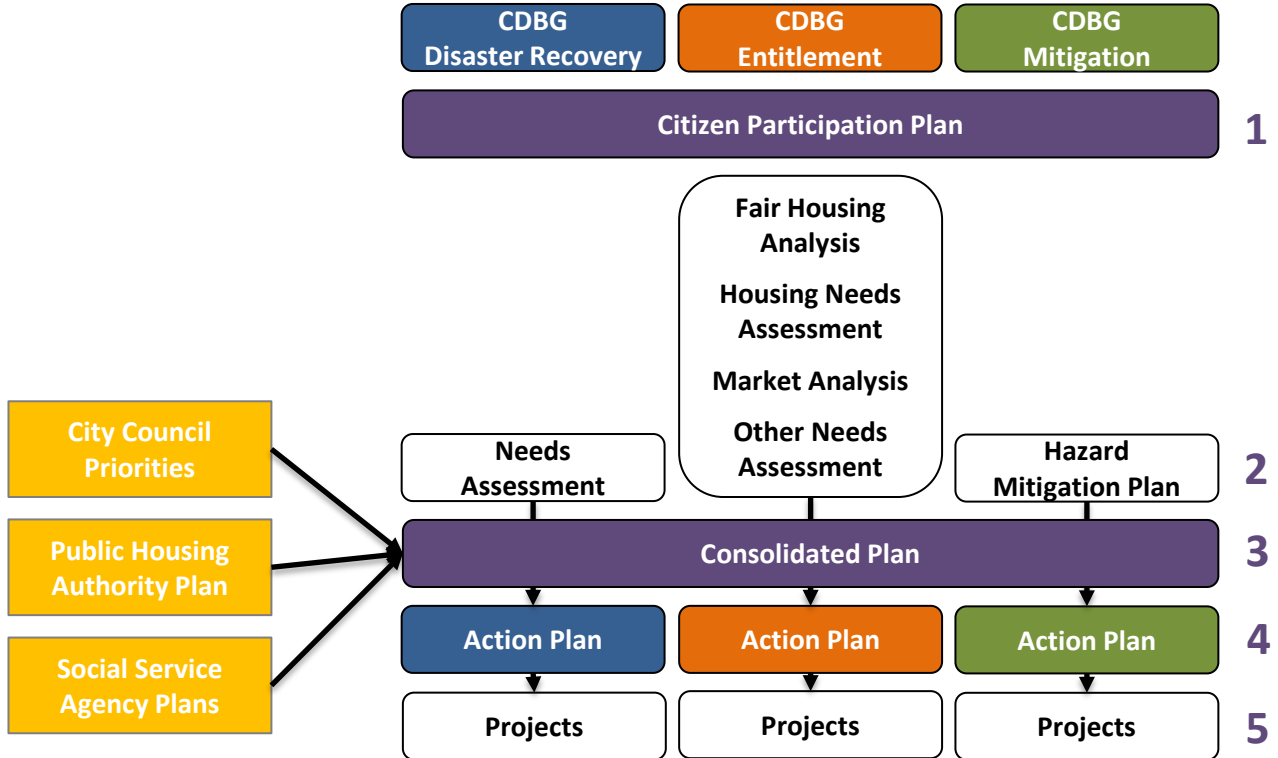 CDBG
Disaster Recovery
CDBG
Entitlement
CDBG
Mitigation
Citizen Participation Plan
1
Fair Housing
Analysis
Housing Needs
Assessment
Market Analysis
Other Needs
Assessment
City Council
Priorities
Needs
Assessment
Hazard
Mitigation Plan
2
Public Housing
Authority Plan
Consolidated Plan
3
Social Service
Agency Plans
Action Plan
Action Plan
Action Plan
4
Projects
Projects
Projects
5